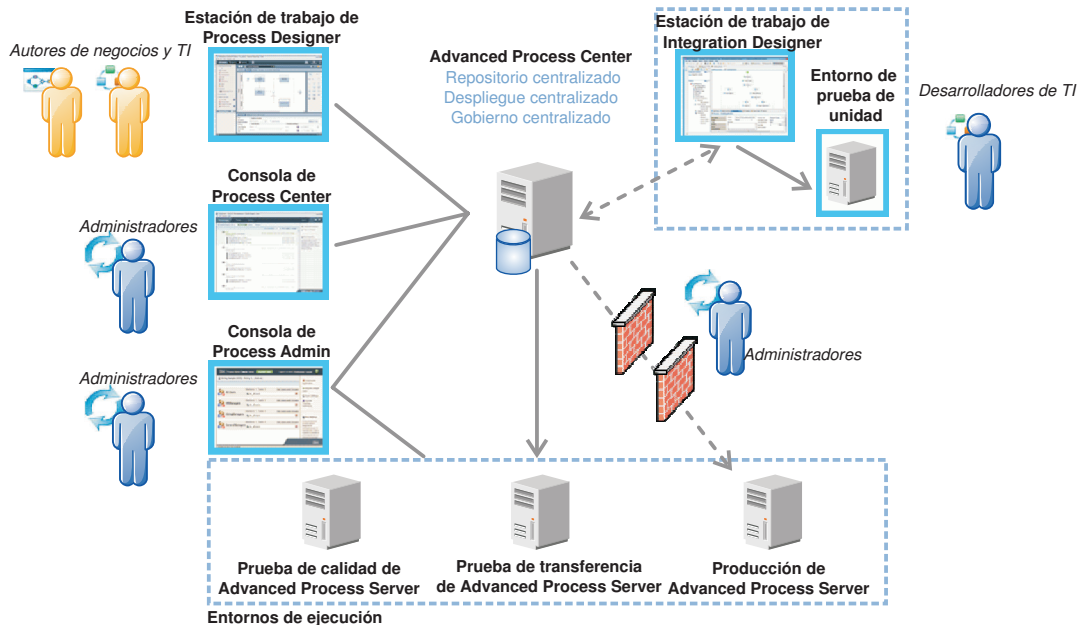 Autores de negocios y TI
Estación de trabajo de
Process Designer
Advanced Process Center
Repositorio centralizado
Despliegue centralizado
Gobierno centralizado
Estación de trabajo de
Integration Designer
Entorno de
prueba de
unidad
Desarrolladores de TI
Consola de
Process Center
Administradores
Consola de
Process Admin
Administradores
Administradores
Prueba de calidad de
Advanced Process Server
Prueba de transferencia
de Advanced Process Server
Producción de
Advanced Process Server
Entornos de ejecución